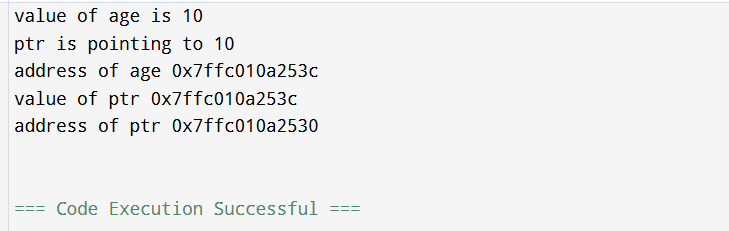 value of age is 10
ptr is pointing to 10
address of age 0x7ffc010a253c
value of ptr 0x7ffc010a253c
address of ptr 0x7ffc010a2530
=== Code Execution Successful ===